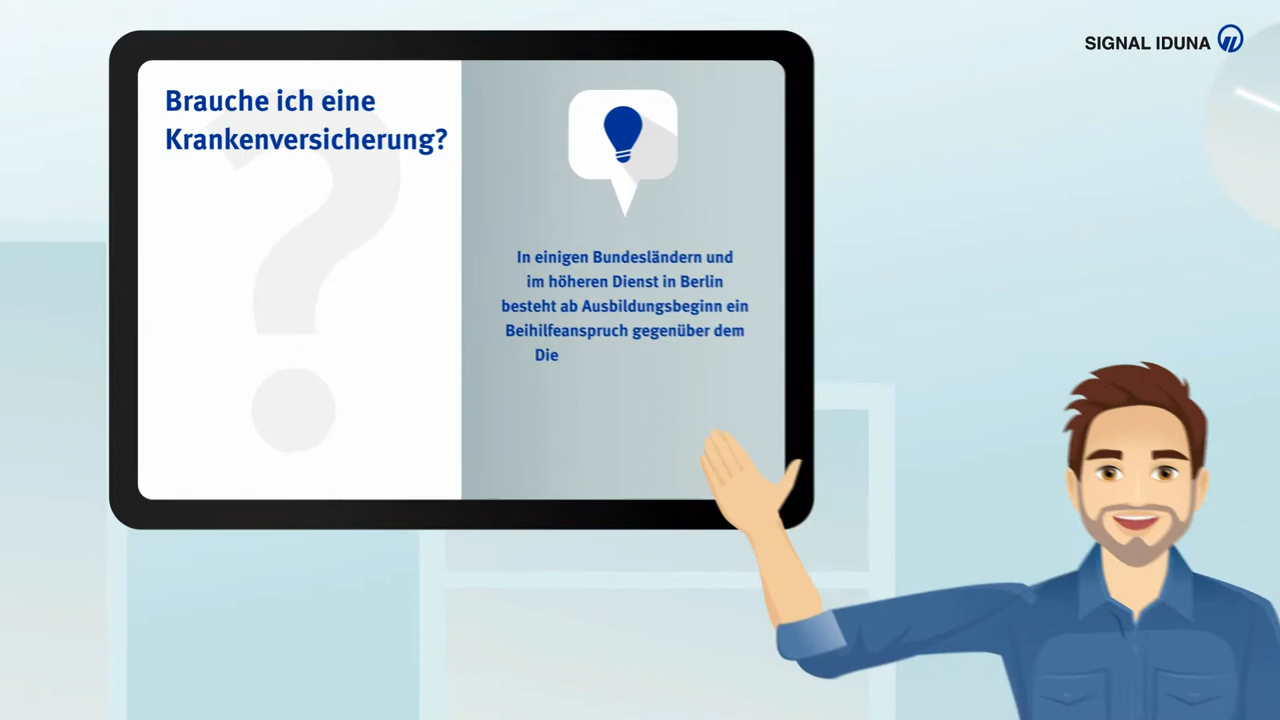 SIGNAL IDUNA
Brauche ich eine
Krankenversicherung?
In einigen Bundesländern und
im höheren Dienst in Berlin
besteht ab Ausbildungsbeginn ein
Beihilfeanspruch gegenüber dem
Die